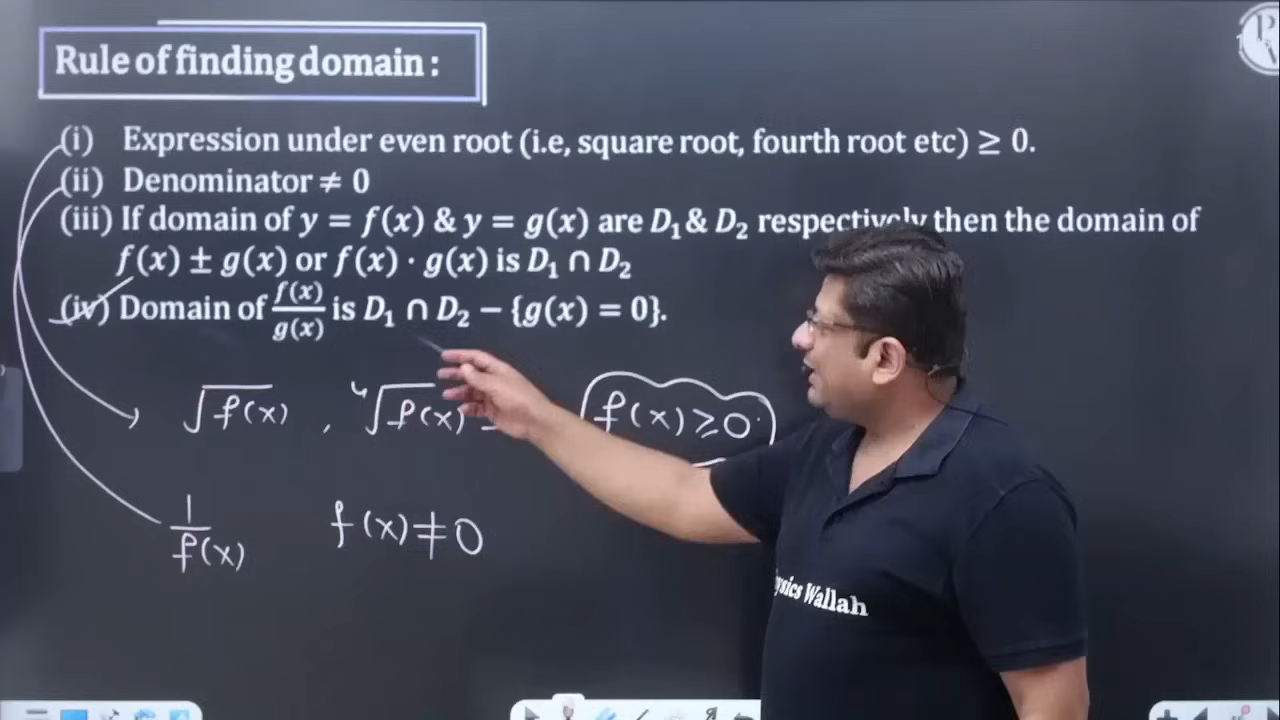 Rule of finding domain :
(i) Expression under even root (i.e, square root, fourth root etc) ≥ 0.
(ii) Denominator ≠ 0
(iii) If domain of y = f(x) & y = g(x) are D₁ & D₂ respectively then the domain of
f(x) ± g(x) or f(x) · g(x) is D₁ ∩ D₂
(iv) Domain of f(x)/g(x) is D₁ ∩ D₂ − {g(x) = 0}.
√f(x) , ⁴√f(x) f(x) ≥ 0
1/f(x) f(x) ≠ 0
Wallah